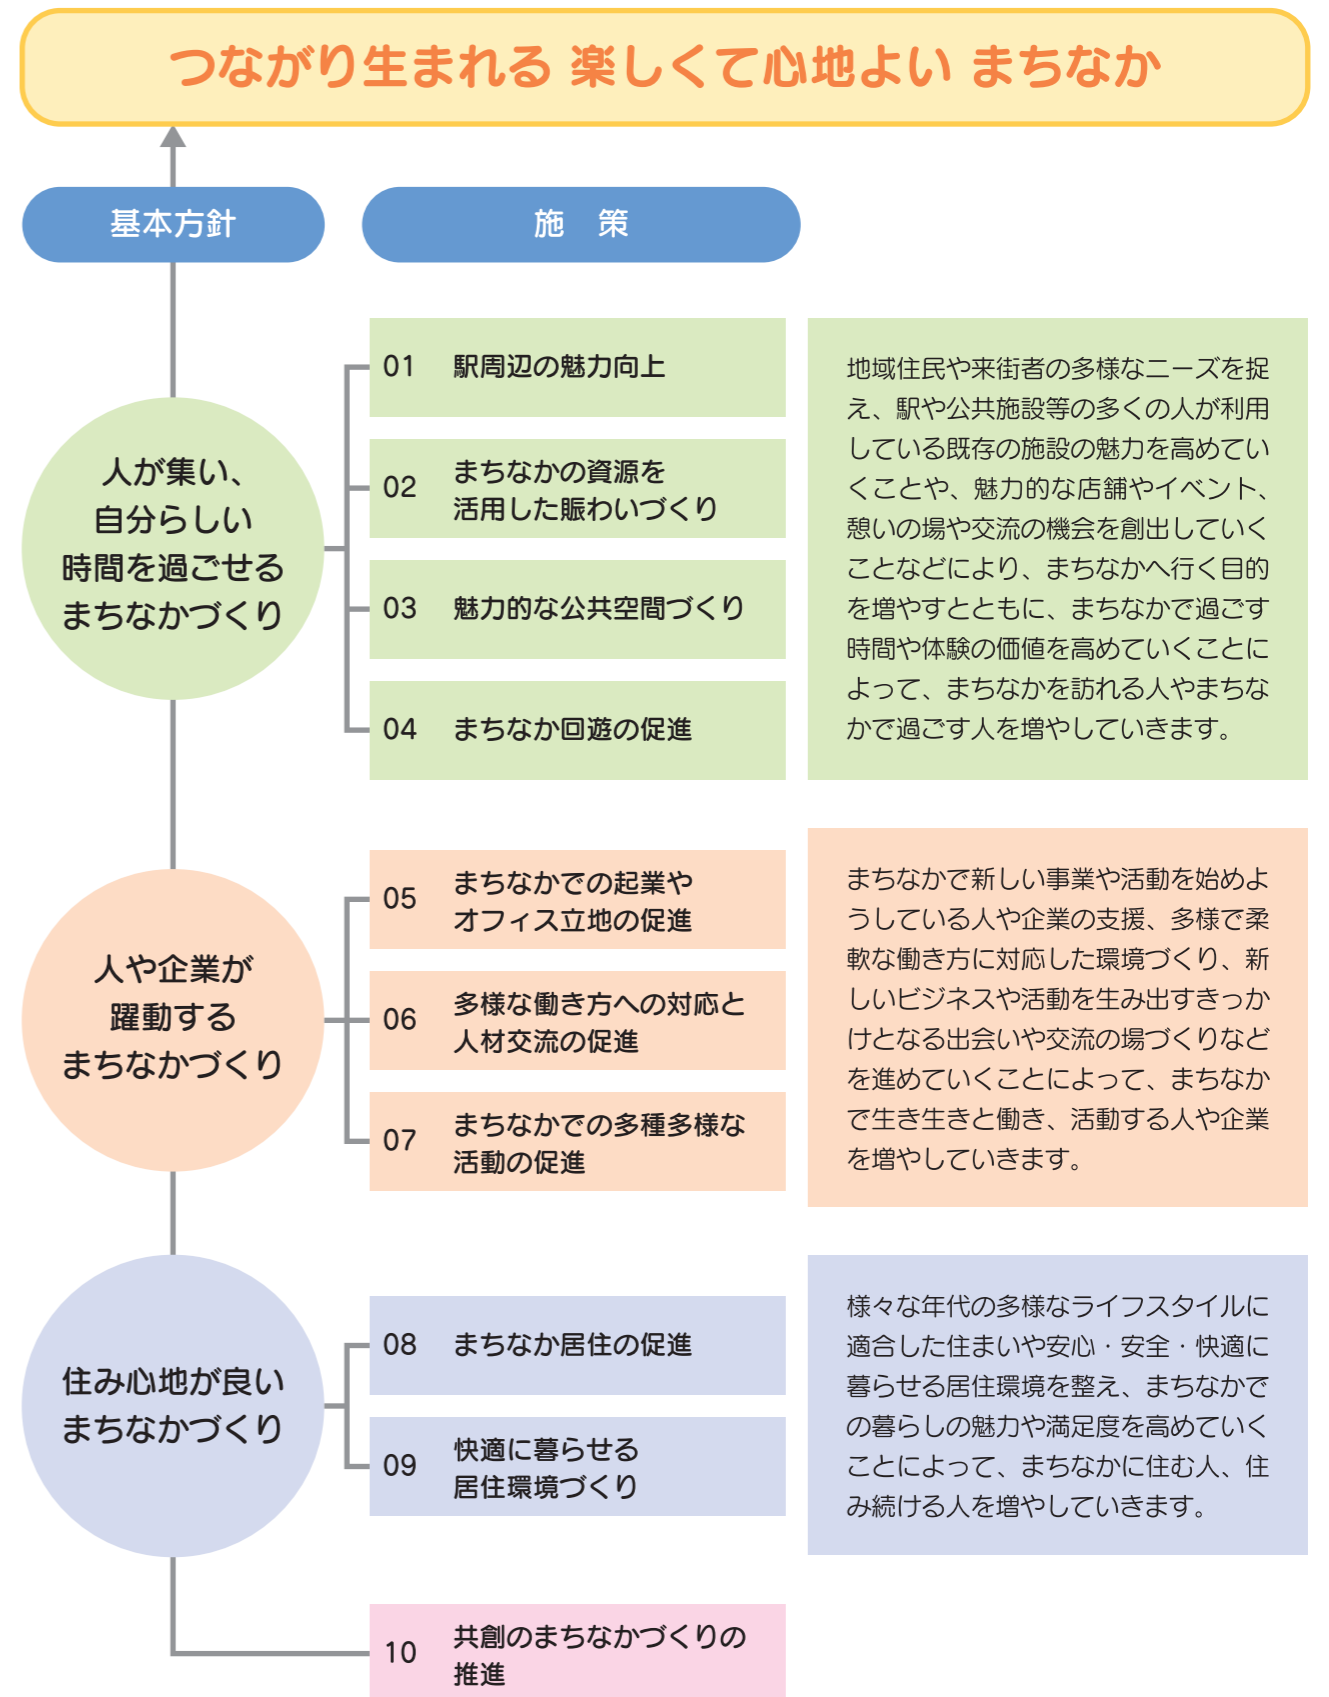 つながり生まれる 楽しくて心地よい まちなか
基本方針
施　策
人が集い、
自分らしい
時間を過ごせる
まちなかづくり
01 駅周辺の魅力向上
02 まちなかの資源を
活用した賑わいづくり
03 魅力的な公共空間づくり
04 まちなか回遊の促進
地域住民や来街者の多様なニーズを捉
え、駅や公共施設等の多くの人が利用
している既存の施設の魅力を高めてい
くことや、魅力的な店舗やイベント、
憩いの場や交流の機会を創出していく
ことなどにより、まちなかへ行く目的
を増やすとともに、まちなかで過ごす
時間や体験の価値を高めていくことに
よって、まちなかを訪れる人やまちな
かで過ごす人を増やしていきます。
人や企業が
躍動する
まちなかづくり
05 まちなかでの起業や
オフィス立地の促進
06 多様な働き方への対応と
人材交流の促進
07 まちなかでの多種多様な
活動の促進
まちなかで新しい事業や活動を始めよ
うしている人や企業の支援、多様で柔
軟な働き方に対応した環境づくり、新
しいビジネスや活動を生み出すきっか
けとなる出会いや交流の場づくりなど
を進めていくことによって、まちなか
で生き生きと働き、活動する人や企業
を増やしていきます。
住み心地が良い
まちなかづくり
08 まちなか居住の促進
09 快適に暮らせる
居住環境づくり
様々な年代の多様なライフスタイルに
適合した住まいや安心・安全・快適に
暮らせる居住環境を整え、まちなかで
の暮らしの魅力や満足度を高めていく
ことによって、まちなかに住む人、住
み続ける人を増やしていきます。
10 共創のまちなかづくりの
推進